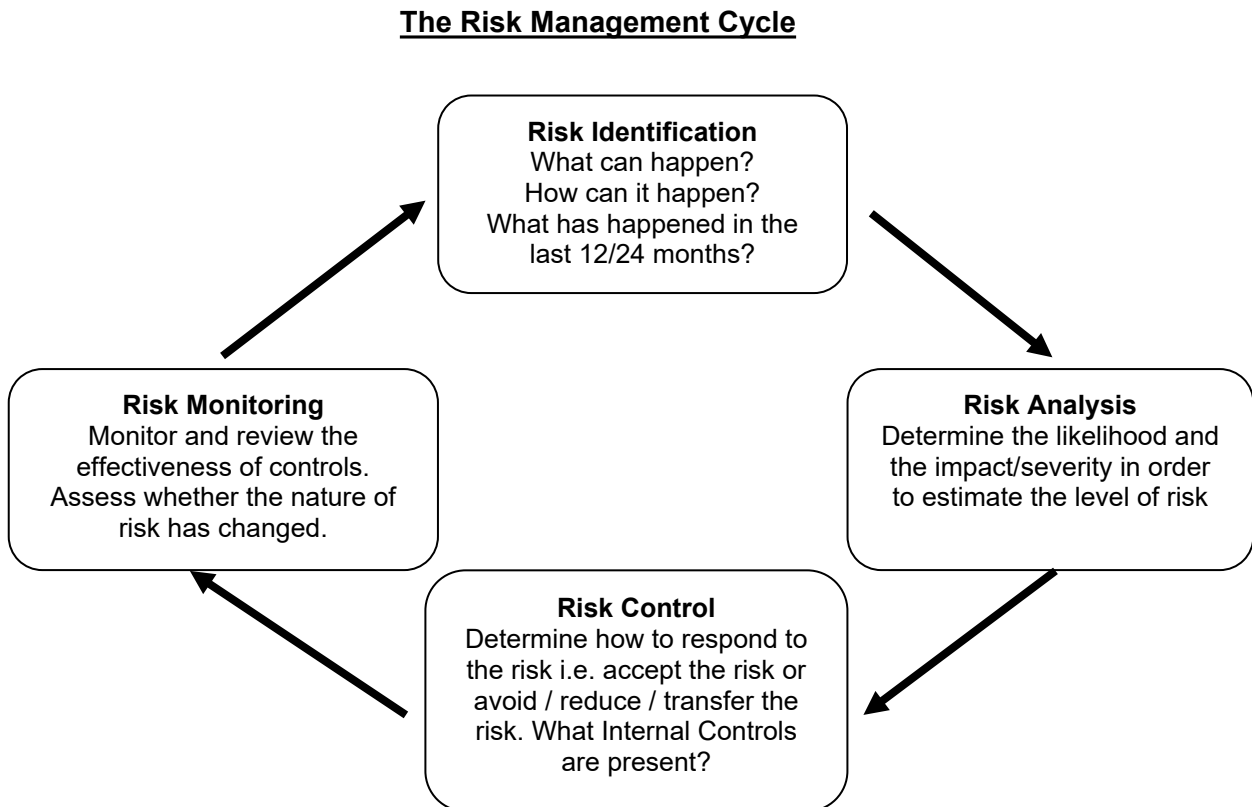 The Risk Management Cycle
Risk Identification
What can happen?
How can it happen?
What has happened in the
last 12/24 months?
Risk Monitoring
Monitor and review the
effectiveness of controls.
Assess whether the nature of
risk has changed.
Risk Analysis
Determine the likelihood and
the impact/severity in order
to estimate the level of risk
Risk Control
Determine how to respond to
the risk i.e. accept the risk or
avoid / reduce / transfer the
risk. What Internal Controls
are present?